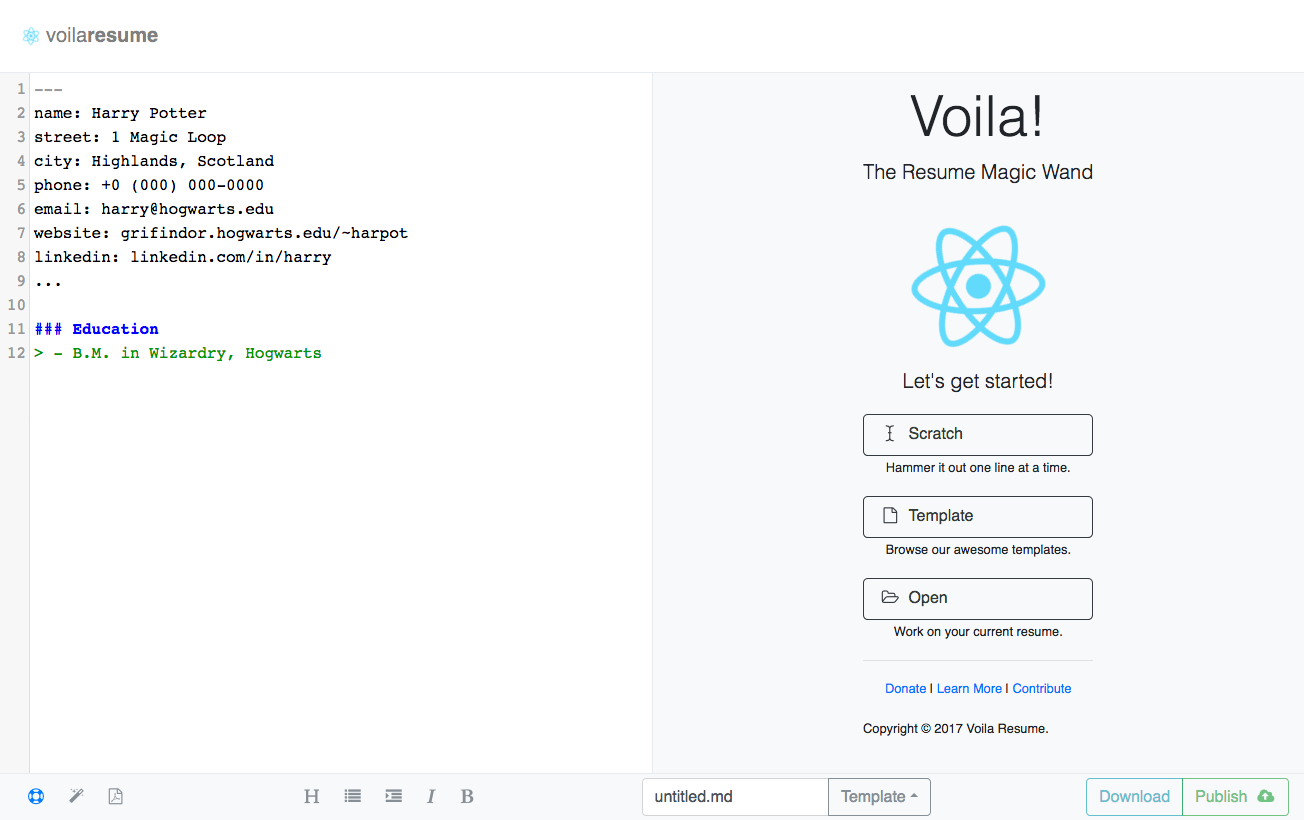 voilaresume
1 ---
2 name: Harry Potter
3 street: 1 Magic Loop
4 city: Highlands, Scotland
5 phone: +0 (000) 000-0000
6 email: harry@hogwarts.edu
7 website: grifindor.hogwarts.edu/~harpot
8 linkedin: linkedin.com/in/harry
9 ...
10
11 ### Education
12 > - B.M. in Wizardry, Hogwarts
Voila!
The Resume Magic Wand
Let's get started!
Scratch
Hammer it out one line at a time.
Template
Browse our awesome templates.
Open
Work on your current resume.
Donate | Learn More | Contribute
Copyright © 2017 Voila Resume.
H I B
untitled.md Template
Download Publish